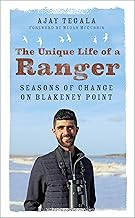 AJAY TEGALA
FOREWORD BY MEGAN McCUBBIN
The Unique Life of a
Ranger
SEASONS OF CHANGE
ON BLAKENEY POINT